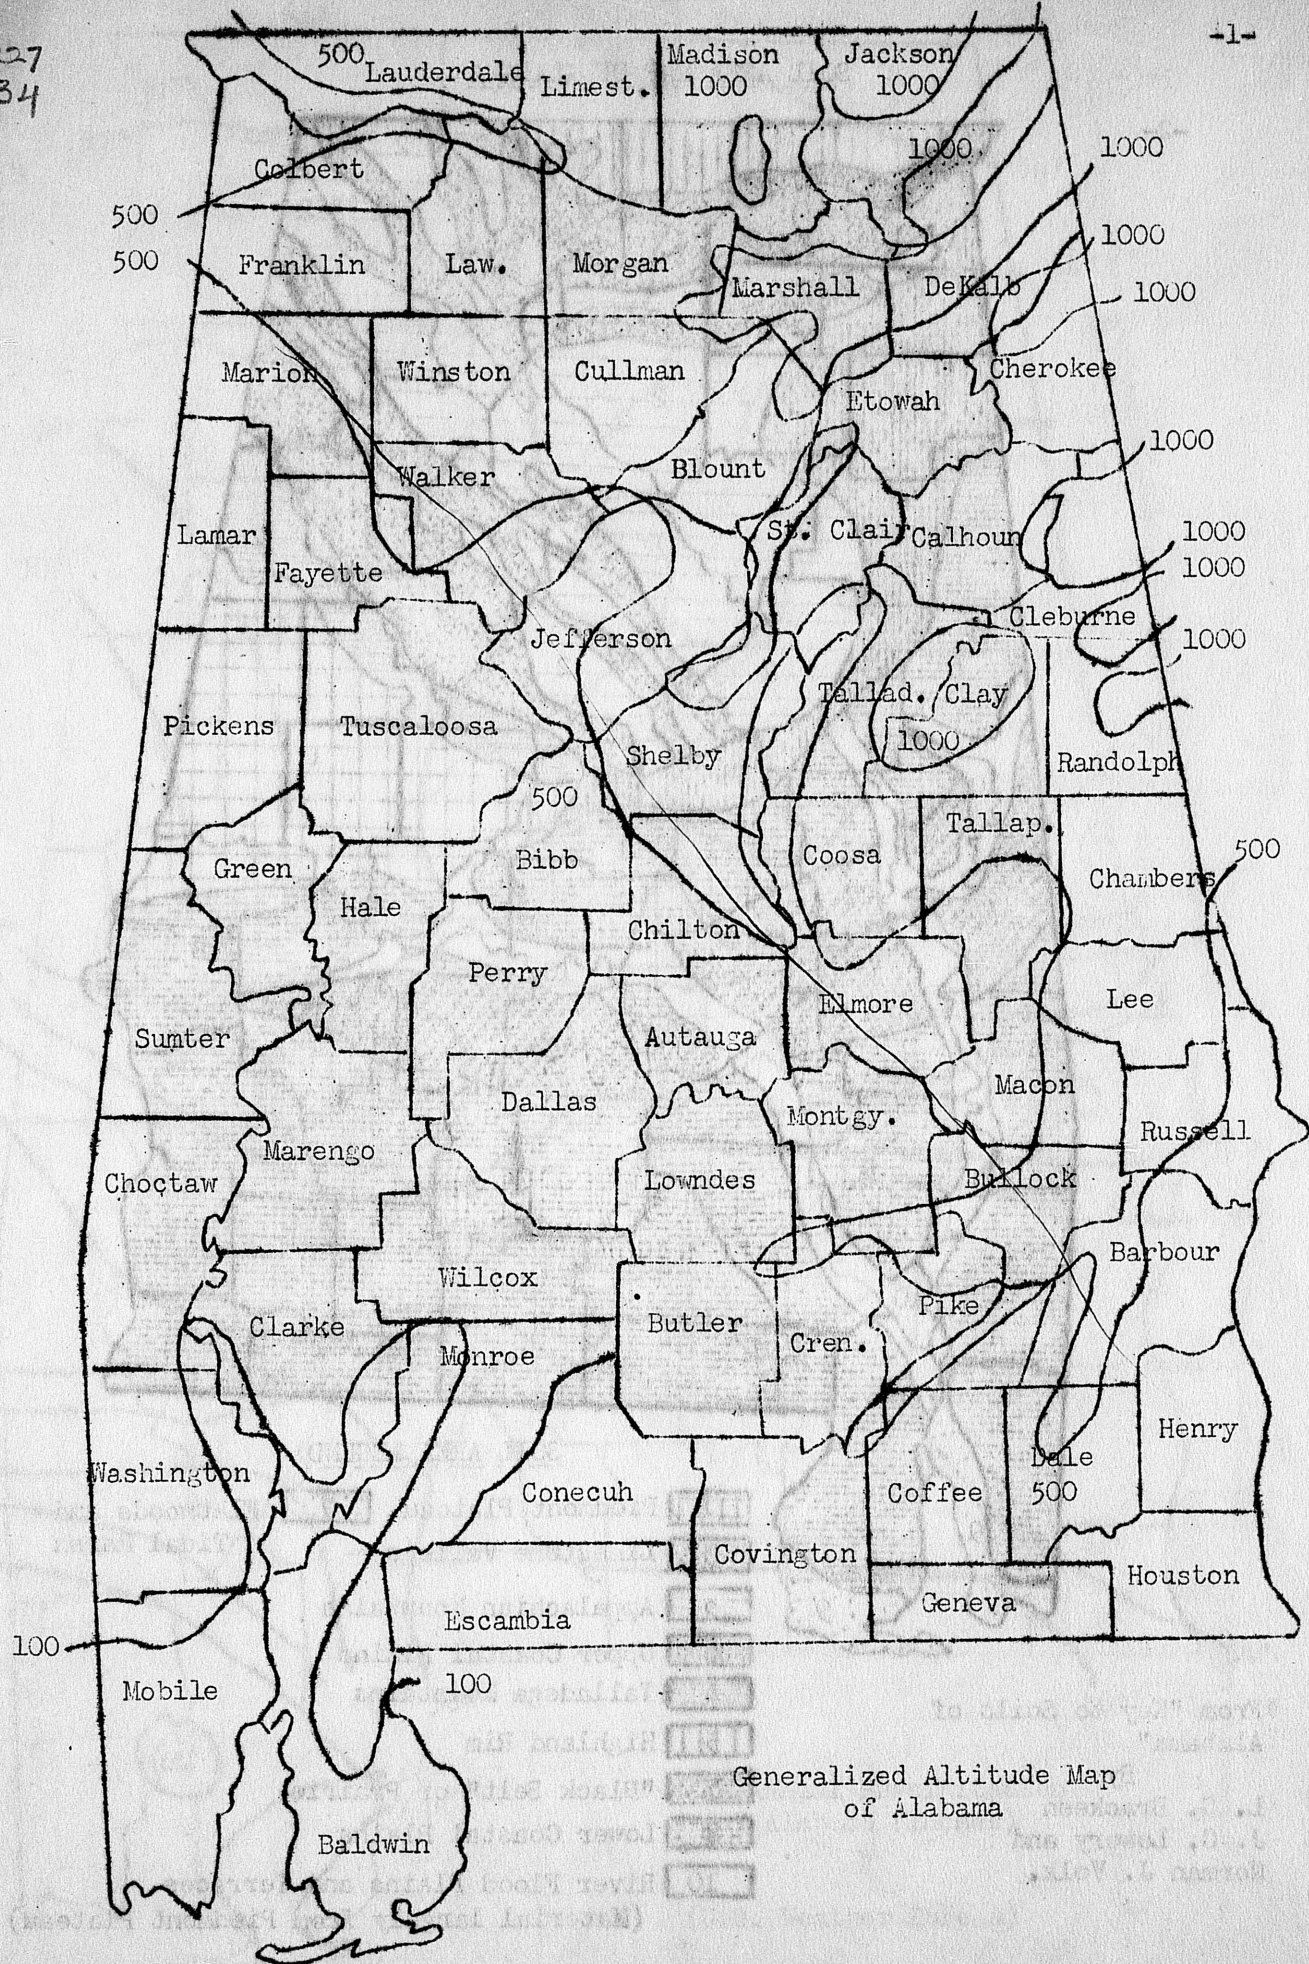 -1-
500 Lauderdale
Limest.
Madison
1000
Jackson
1000
Colbert
1000
1000
500
500
Franklin
Law.
Morgan
Marshall
DeKalb
1000
1000
Marion
Winston
Cullman
Cherokee
Etowah
1000
Walker
Blount
Lamar
Fayette
St. Clair
Calhoun
1000
1000
Cleburne
1000
Jefferson
Tallad.
Clay
1000
Pickens
Tuscaloosa
Shelby
Randolph
500
Bibb
Coosa
Tallap.
500
Green
Hale
Chambers
Chilton
Perry
Elmore
Lee
Sumter
Autauga
Dallas
Montgy.
Macon
Russell
Choctaw
Marengo
Lowndes
Bullock
Barbour
Wilcox
Clarke
Butler
Cren.
Pike
Monroe
Henry
Washington
Conecuh
Coffee
Dale
500
Covington
Houston
Escambia
Geneva
100
Mobile
100
Generalized Altitude Map
of Alabama
Baldwin